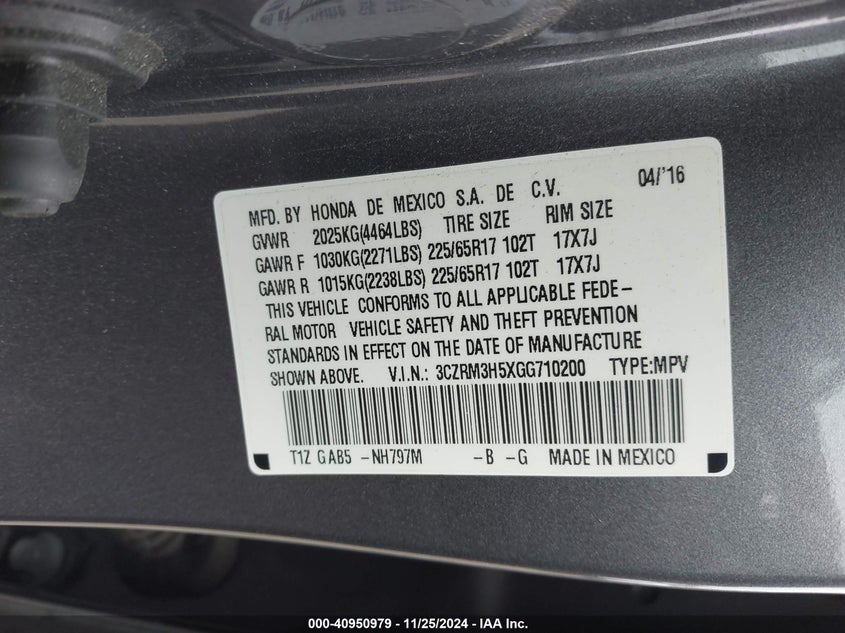 MFD. BY HONDA DE MEXICO S.A. DE C.V. 04/'16
GVWR 2025KG(4464LBS) TIRE SIZE RIM SIZE
GAWR F 1030KG(2271LBS) 225/65R17 102T 17X7J
GAWR R 1015KG(2238LBS) 225/65R17 102T 17X7J
THIS VEHICLE CONFORMS TO ALL APPLICABLE FEDE-
RAL MOTOR VEHICLE SAFETY AND THEFT PREVENTION
STANDARDS IN EFFECT ON THE DATE OF MANUFACTURE
SHOWN ABOVE. V.I.N.: 3CZRM3H5XGG710200 TYPE:MPV
T1Z GAB5 -NH797M -B -G MADE IN MEXICO
000-40950979 - 11/25/2024 - IAA Inc.